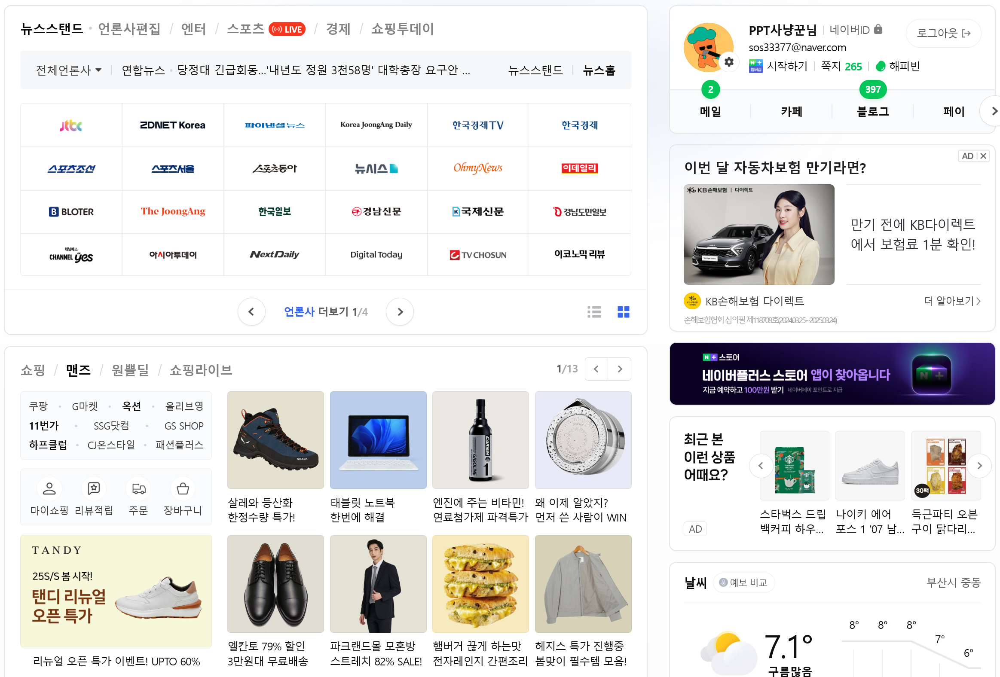 뉴스스탠드 · 언론사편집 / 엔터 / 스포츠 LIVE / 경제 / 쇼핑투데이
전체언론사 | 연합뉴스 · 당정대 긴급회동...'내년도 정원 3천58명' 대학총장 요구안 ...
뉴스스탠드 | 뉴스홈
jtbc
ZDNET Korea
파이낸셜뉴스
Korea JoongAng Daily
한국경제TV
한국경제
스포츠조선
스포츠서울
스포츠동아
뉴시스
OhmyNews
이데일리
B BLOTER
The JoongAng
한국일보
경남신문
K 국제신문
경남도민일보
채널예스
CHANNEL yes
아시아투데이
NextDaily
Digital Today
TV CHOSUN
이코노믹 리뷰
언론사 더보기 1/4
쇼핑 / 맨즈 / 원쁠딜 / 쇼핑라이브
1/13
쿠팡 · G마켓 · 옥션 · 올리브영
11번가 · SSG닷컴 · GS SHOP
하프클럽 · CJ온스타일 · 패션플러스
마이쇼핑 리뷰적립 주문 장바구니
TANDY
25S/S 봄 시작!
탠디 리뉴얼
오픈 특가
리뉴얼 오픈 특가 이벤트! UPTO 60%
SALEWA
살레와 등산화
한정수량 특가!
태블릿 노트북
한번에 해결
CARMIN
GASOLINE
1
엔진에 주는 비타민!
연료첨가제 파격특가
왜 이제 알았지?
먼저 쓴 사람이 WIN
엘칸토 79% 할인
3만원대 무료배송
파크랜드몰 모혼방
스트레치 82% SALE!
햄버거 끊게 하는맛
전자레인지 간편조리
헤지스 특가 진행중
봄맞이 필수템 모음!
PPT사냥꾼님 | 네이버ID
로그아웃
sos33377@naver.com
N+ 멤버십 시작하기 | 쪽지 265 | 해피빈
2
397
메일
카페
블로그
페이
AD
이번 달 자동차보험 만기라면?
KB손해보험 | 다이렉트
Sportage hybrid
만기 전에 KB다이렉트
에서 보험료 1분 확인!
KB손해보험 다이렉트
더 알아보기
손해보험협회 심의필 제118708호(2024.03.25~2025.03.24)
N+ 스토어
네이버플러스 스토어 앱이 찾아옵니다
지금 예약하고 100만원 받기 네이버페이 포인트로 지급
N+
최근 본
이런 상품
어때요?
AD
30팩
스타벅스 드립
백커피 하우...
나이키 에어
포스 1 '07 남...
득근파티 오븐
구이 닭다리...
날씨
예보 비교
부산시 중동
7.1°
구름많음
8°
8°
8°
7°
6°